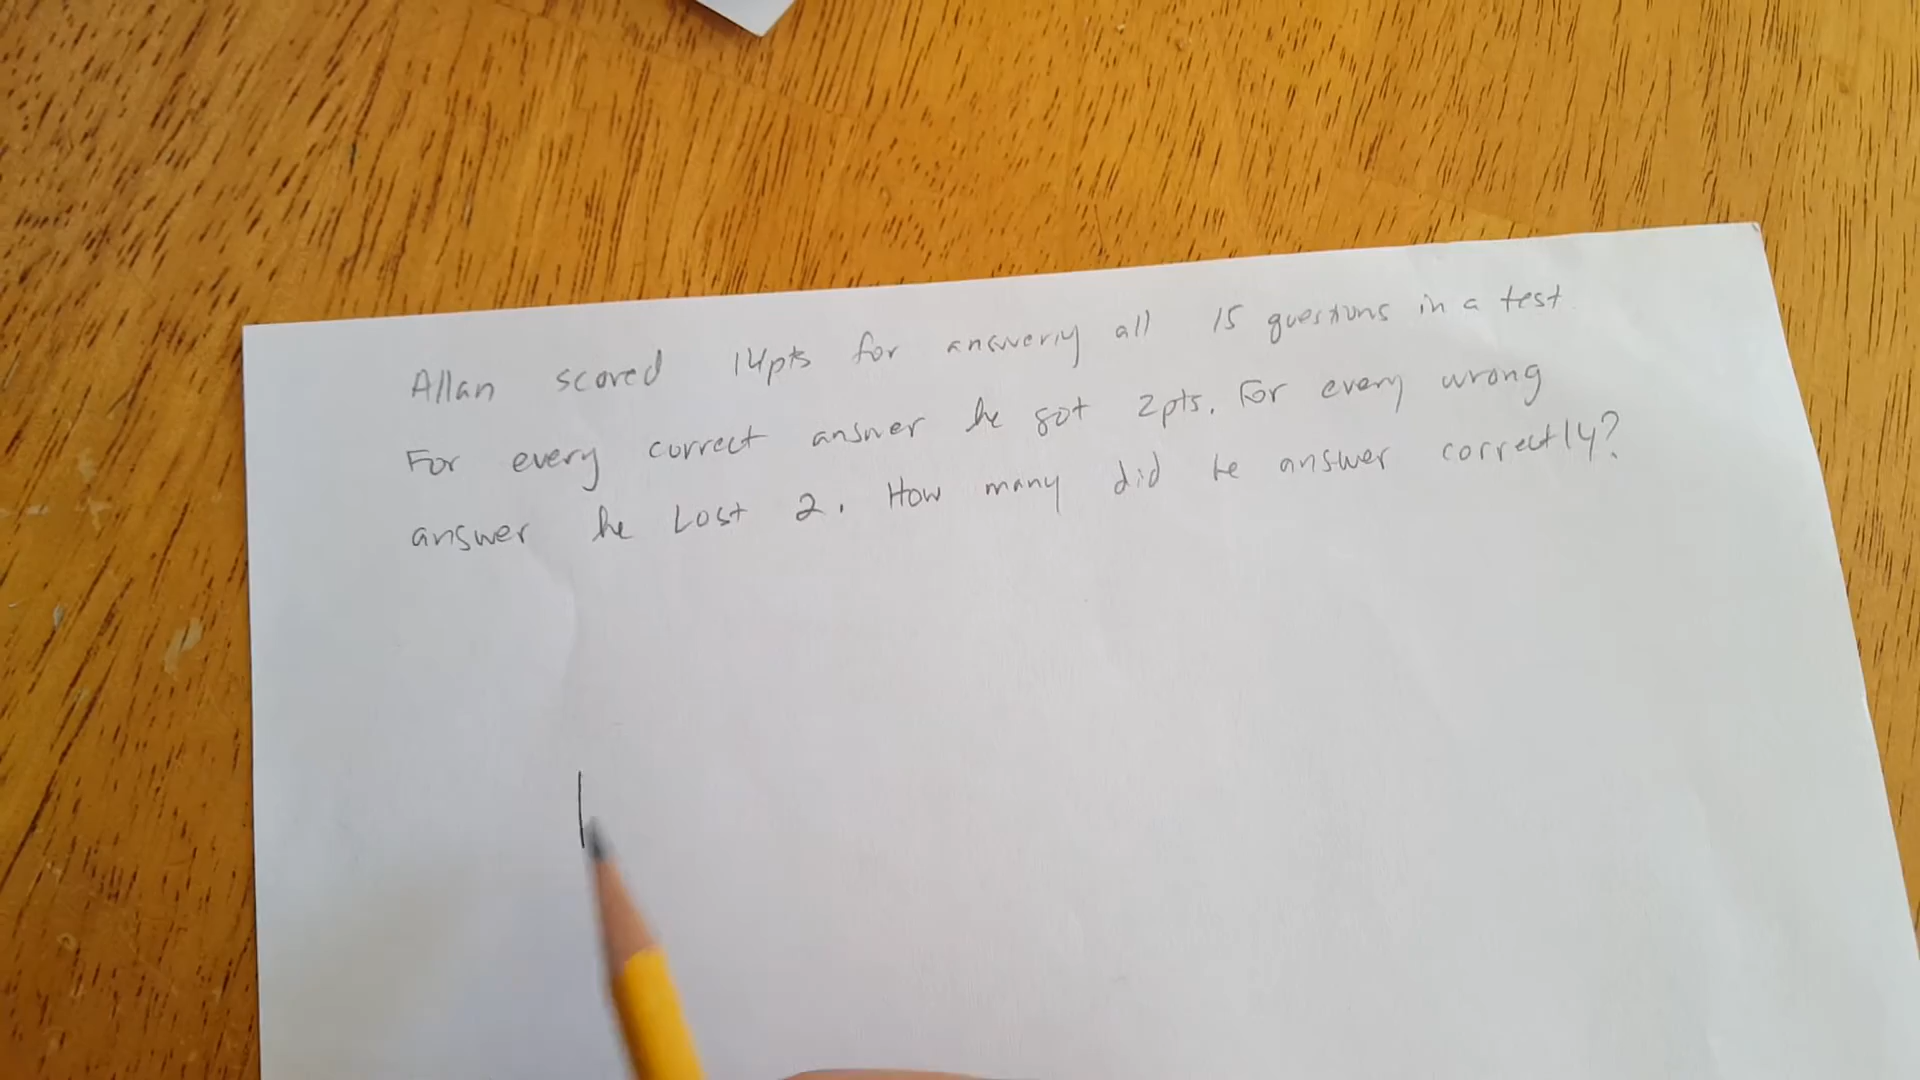 Allan scored 14pts for answering all 15 questions in a test.
For every correct answer he got 2pts. For every wrong
answer he Lost 2. How many did he answer correctly?